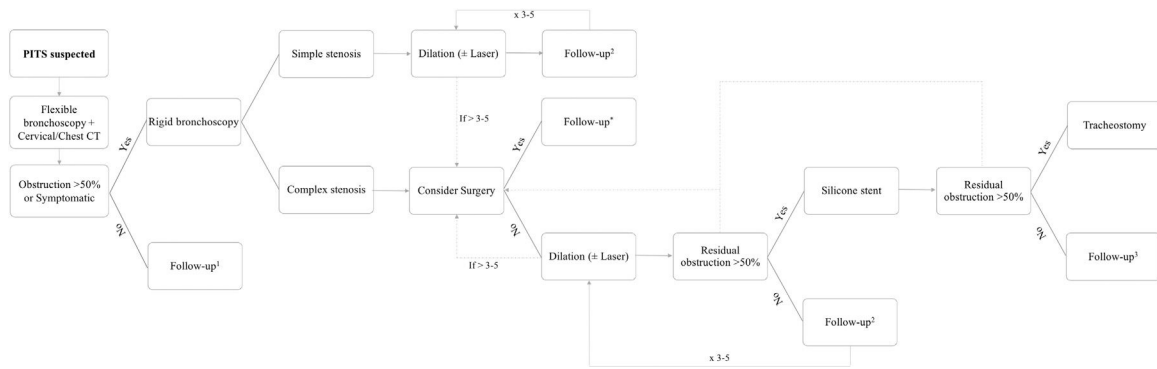 PITS suspected
Flexible
bronchoscopy +
Cervical/Chest CT
Obstruction >50%
or Symptomatic
Yes
No
Rigid bronchoscopy
Follow-up¹
Simple stenosis
Complex stenosis
x 3-5
Dilation (± Laser)
Follow-up²
If > 3-5
Consider Surgery
Yes
No
Follow-up*
If > 3-5
Dilation (± Laser)
Residual
obstruction >50%
Yes
No
Silicone stent
Follow-up²
x 3-5
Residual
obstruction >50%
Yes
No
Tracheostomy
Follow-up³